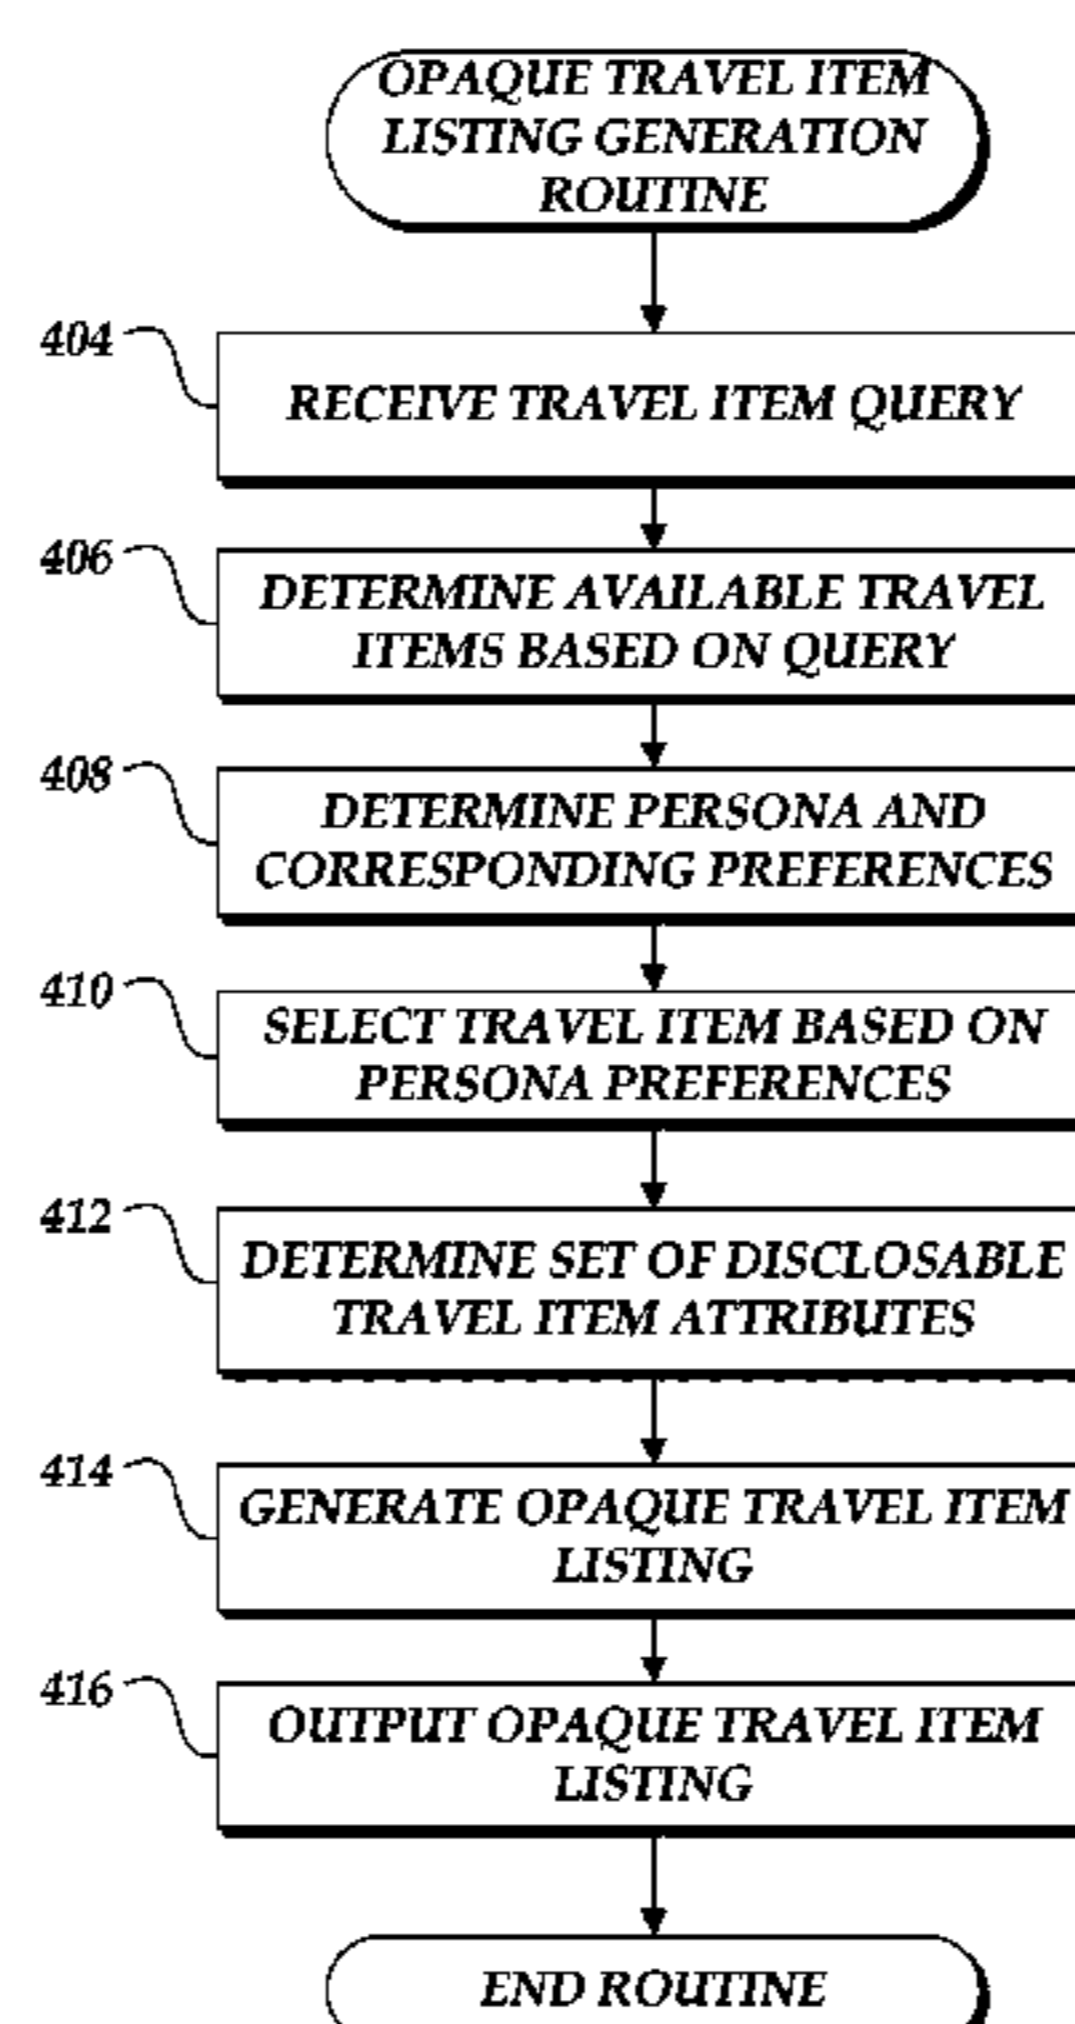 OPAQUE TRAVEL ITEM
LISTING GENERATION
ROUTINE
404
RECEIVE TRAVEL ITEM QUERY
406
DETERMINE AVAILABLE TRAVEL
ITEMS BASED ON QUERY
408
DETERMINE PERSONA AND
CORRESPONDING PREFERENCES
410
SELECT TRAVEL ITEM BASED ON
PERSONA PREFERENCES
412
DETERMINE SET OF DISCLOSABLE
TRAVEL ITEM ATTRIBUTES
414
GENERATE OPAQUE TRAVEL ITEM
LISTING
416
OUTPUT OPAQUE TRAVEL ITEM
LISTING
END ROUTINE